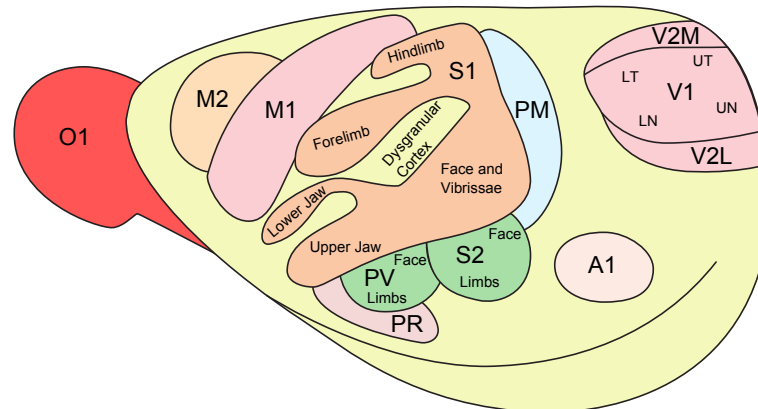 V2M
Hindlimb
UT
S1
LT
M2
V1
M1
PM
UN
LN
O1
Forelimb
Dysgranular
Cortex
V2L
Face and
Vibrissae
Lower Jaw
Face
Upper Jaw
S2
Face
A1
PV
Limbs
Limbs
PR